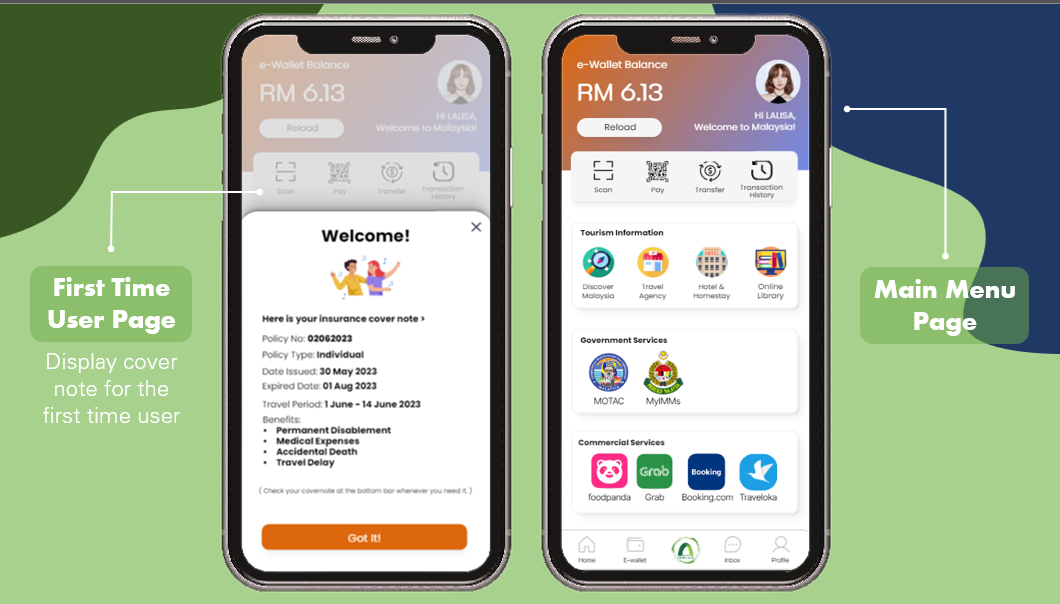 First Time
User Page
Display cover
note for the
first time user
e-Wallet Balance
RM 6.13
Reload
Hi LALISA,
Welcome to Malaysia!
Scan
Pay
Transfer
Transaction
History
Welcome!
Here is your insurance cover note >
Policy No: 02062023
Policy Type: Individual
Date Issued: 30 May 2023
Expired Date: 01 Aug 2023
Travel Period: 1 June - 14 June 2023
Benefits:
• Permanent Disablement
• Medical Expenses
• Accidental Death
• Travel Delay
( Check your covernote at the bottom bar whenever you need it. )
Got It!
e-Wallet Balance
RM 6.13
Reload
Hi LALISA,
Welcome to Malaysia!
Scan
Pay
Transfer
Transaction
History
Tourism Information
Discover
Malaysia
Travel
Agency
Hotel &
Homestay
Online
Library
Government Services
MOTAC
MyIMMs
Commercial Services
Grab
Booking
foodpanda
Grab
Booking.com
Traveloka
Home
E-wallet
Inbox
Profile
Main Menu
Page